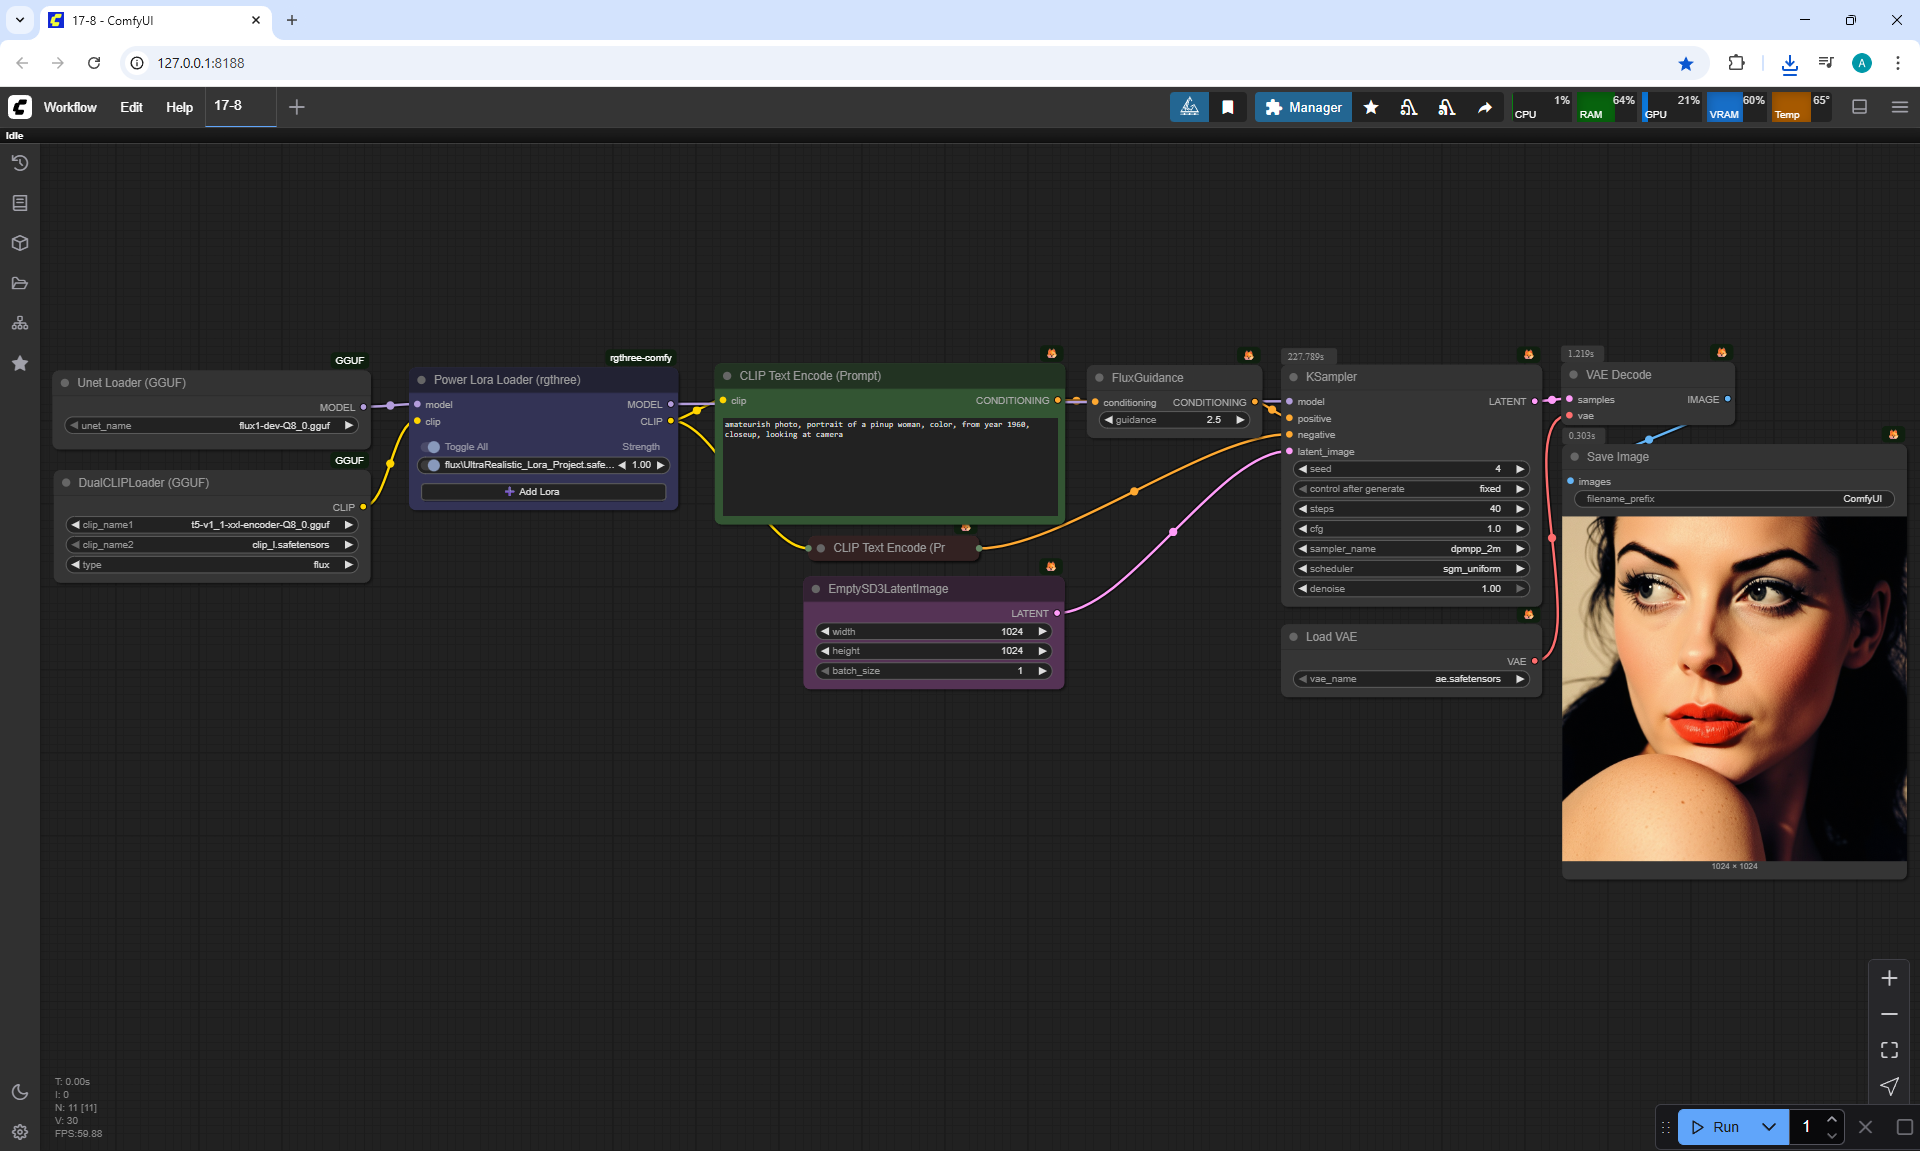 17-8 - ComfyUI
127.0.0.1:8188
A
Workflow Edit Help 17-8
Manager
CPU 1% RAM 64% GPU 21% VRAM 60% Temp 65°
Idle
GGUF
Unet Loader (GGUF)
MODEL
unet_name flux1-dev-Q8_0.gguf
GGUF
DualCLIPLoader (GGUF)
CLIP
clip_name1 t5-v1_1-xxl-encoder-Q8_0.gguf
clip_name2 clip_l.safetensors
type flux
rgthree-comfy
Power Lora Loader (rgthree)
model MODEL
clip CLIP
Toggle All Strength
flux\UltraRealistic_Lora_Project.safe... 1.00
Add Lora
CLIP Text Encode (Prompt)
clip CONDITIONING
amateurish photo, portrait of a pinup woman, color, from year 1960,
closeup, looking at camera
CLIP Text Encode (Pr
EmptySD3LatentImage
LATENT
width 1024
height 1024
batch_size 1
FluxGuidance
conditioning CONDITIONING
guidance 2.5
227.789s
KSampler
model LATENT
positive
negative
latent_image
seed 4
control after generate fixed
steps 40
cfg 1.0
sampler_name dpmpp_2m
scheduler sgm_uniform
denoise 1.00
Load VAE
VAE
vae_name ae.safetensors
1.219s
VAE Decode
samples IMAGE
vae
0.303s
Save Image
images
filename_prefix ComfyUI
1024 × 1024
T: 0.00s
I: 0
N: 11 [11]
V: 30
FPS:59.88
Run 1